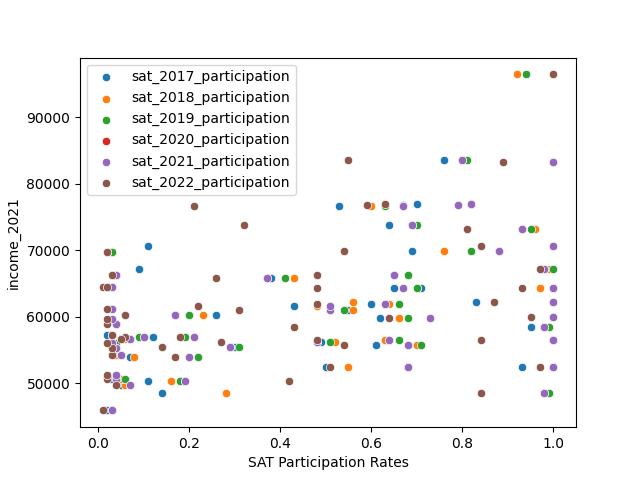 sat_2017_participation
sat_2018_participation
sat_2019_participation
sat_2020_participation
sat_2021_participation
sat_2022_participation
90000
80000
70000
60000
50000
income_2021
0.0 0.2 0.4 0.6 0.8 1.0
SAT Participation Rates